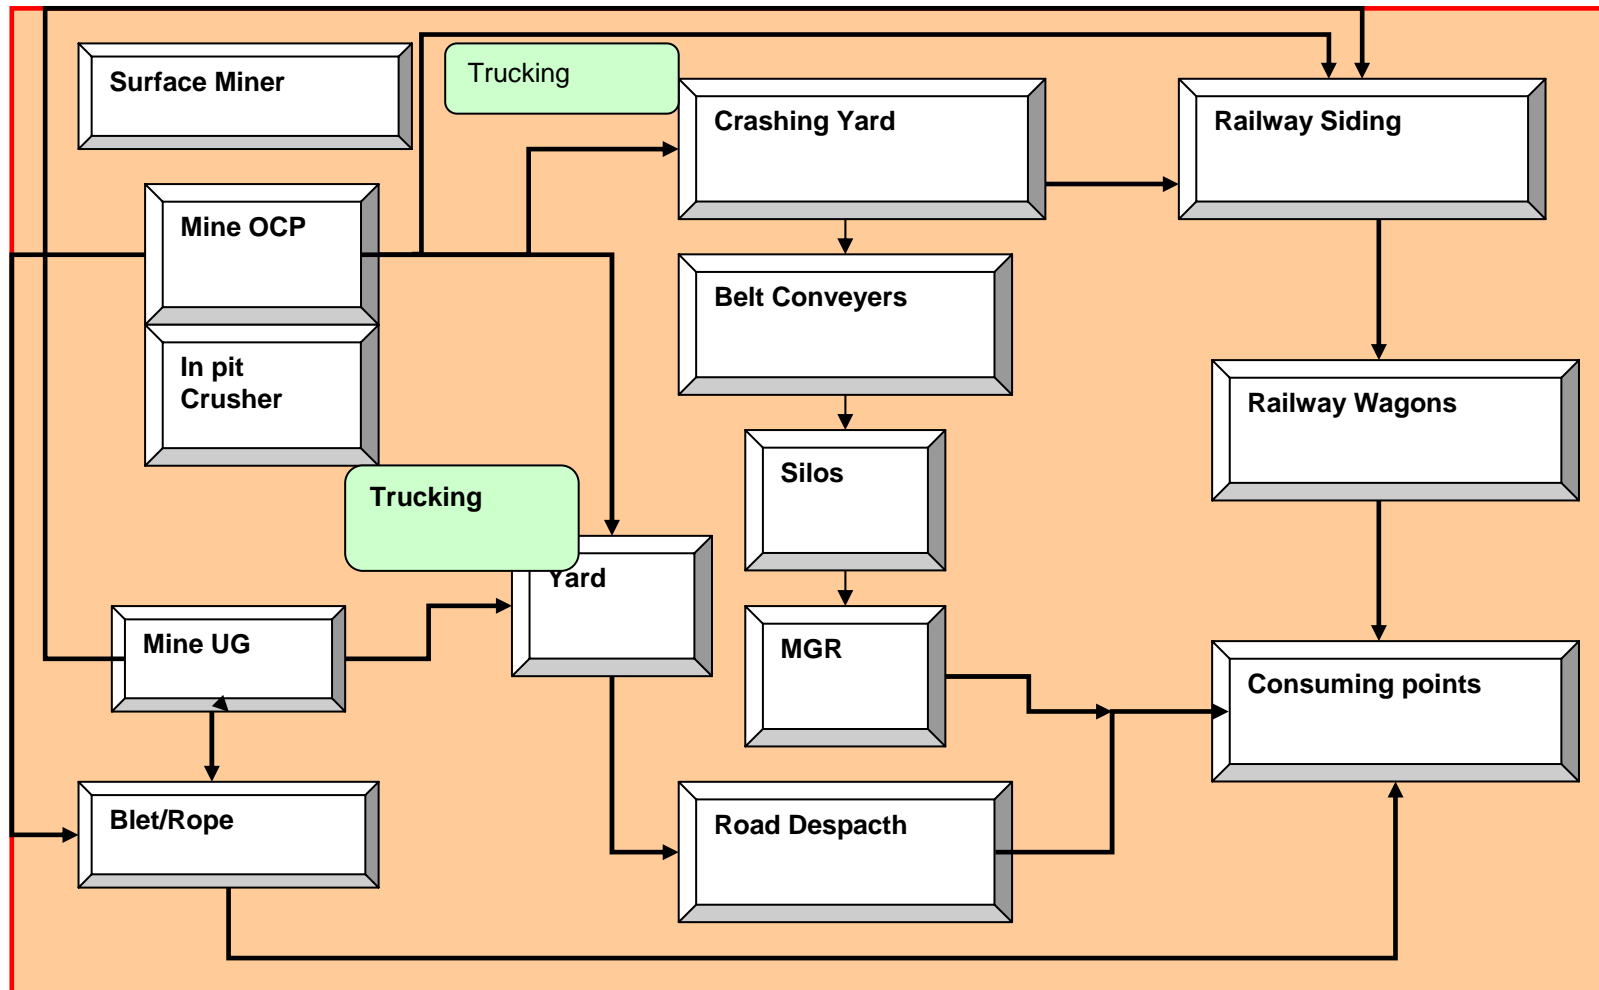 Surface Miner
Trucking
Crashing Yard
Railway Siding
Mine OCP
Belt Conveyers
In pit
Crusher
Railway Wagons
Silos
Trucking
Yard
Mine UG
MGR
Consuming points
Blet/Rope
Road Despacth